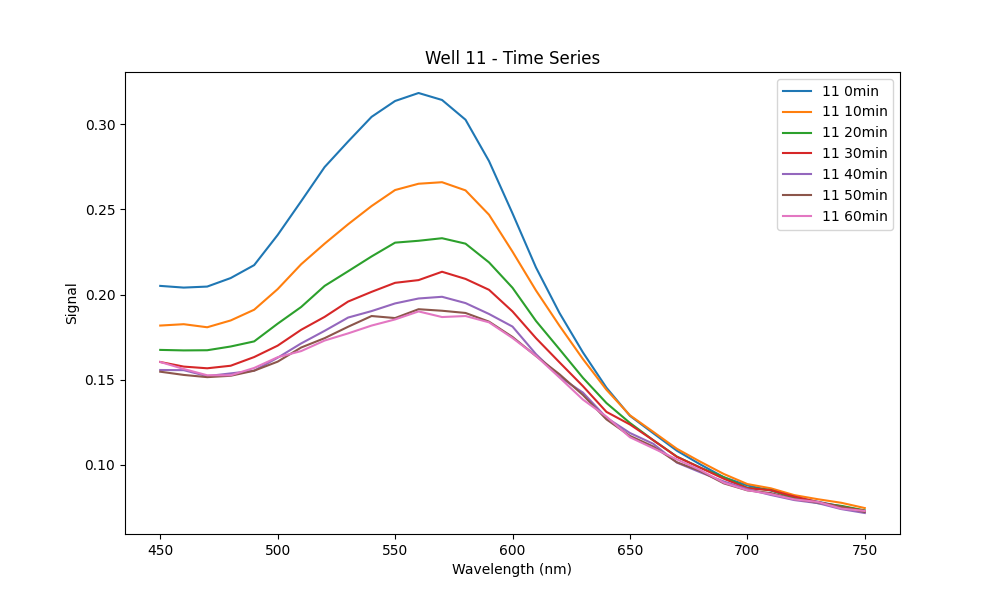 Well 11 - Time Series
11 0min
11 10min
11 20min
11 30min
11 40min
11 50min
11 60min
0.30
0.25
0.20
0.15
0.10
Signal
450 500 550 600 650 700 750
Wavelength (nm)